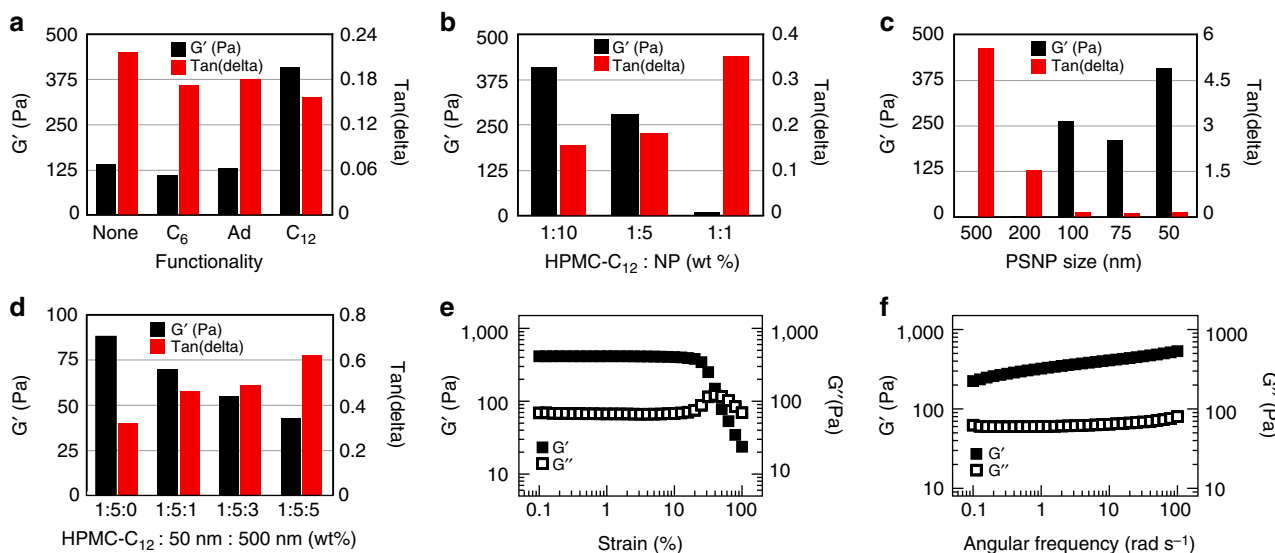 a
G′ (Pa)
Tan(delta)
500
375
250
125
0
0.24
0.18
0.12
0.06
0
G′ (Pa)
Tan(delta)
None C₆ Ad C₁₂
Functionality
b
G′ (Pa)
Tan(delta)
500
375
250
125
0
0.4
0.3
0.2
0.1
0
G′ (Pa)
Tan(delta)
1:10 1:5 1:1
HPMC-C₁₂ : NP (wt %)
c
G′ (Pa)
Tan(delta)
500
375
250
125
0
6
4.5
3
1.5
0
G′ (Pa)
Tan(delta)
500 200 100 75 50
PSNP size (nm)
d
G′ (Pa)
Tan(delta)
100
75
50
25
0
0.8
0.6
0.4
0.2
0
G′ (Pa)
Tan(delta)
1:5:0 1:5:1 1:5:3 1:5:5
HPMC-C₁₂ : 50 nm : 500 nm (wt%)
e
1,000
100
10
1,000
100
10
G′ (Pa)
G″(Pa)
G′
G″
0.1 1 10 100
Strain (%)
f
1,000
100
10
1000
100
10
G′ (Pa)
G″ (Pa)
G′
G″
0.1 1 10 100
Angular frequency (rad s⁻¹)